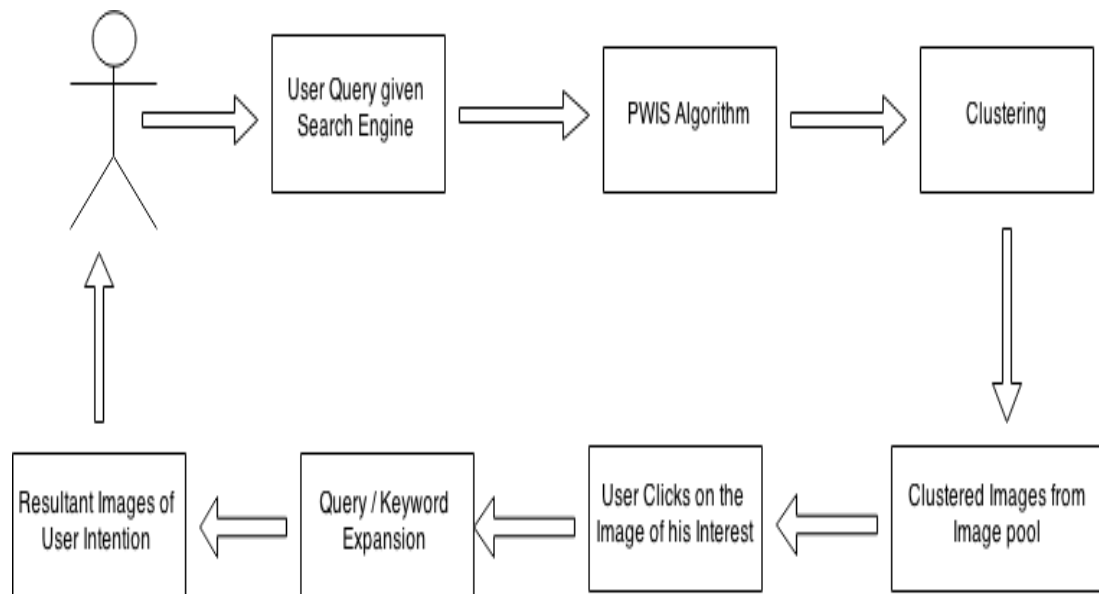 User Query given
Search Engine
PWIS Algorithm
Clustering
Clustered Images from
Image pool
User Clicks on the
Image of his Interest
Query / Keyword
Expansion
Resultant Images of
User Intention